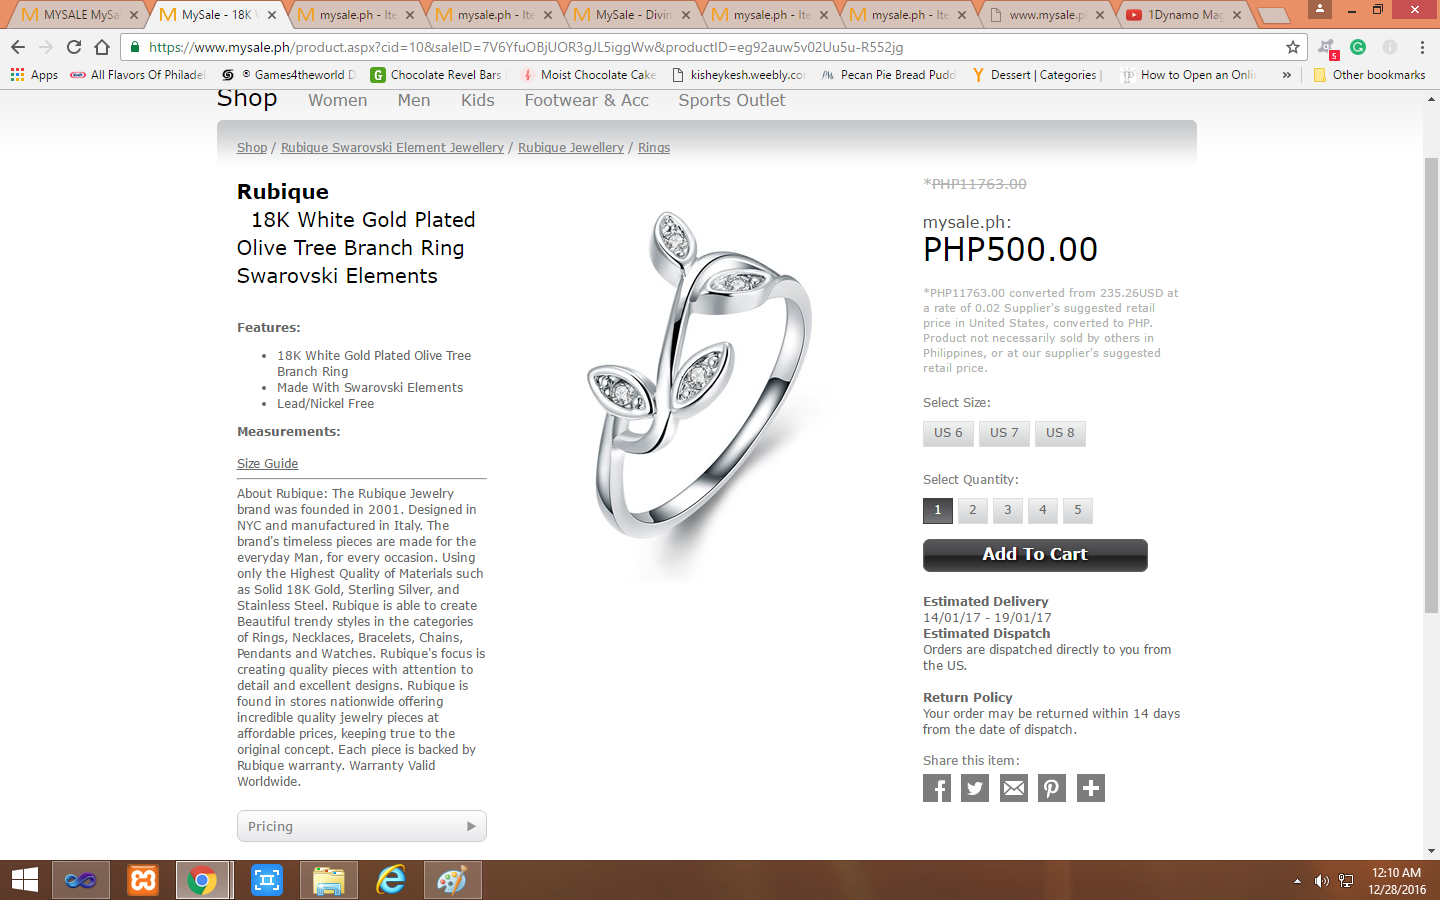 MYSALE MySa
MySale - 18K
mysale.ph - Ite
mysale.ph - Ite
MySale - Divin
mysale.ph - Ite
mysale.ph - Ite
www.mysale.p
1Dynamo Mag
https://www.mysale.ph/product.aspx?cid=10&saleID=7V6YfuOBjUOR3gJL5iggWw&productID=eg92auw5v02Uu5u-R552jg
5
Apps
All Flavors Of Philadel
® Games4theworld D
Chocolate Revel Bars
Moist Chocolate Cake
kisheykesh.weebly.co
Pecan Pie Bread Pudd
Dessert | Categories |
How to Open an Onli
»
Other bookmarks
Shop
Women
Men
Kids
Footwear & Acc
Sports Outlet
Shop / Rubique Swarovski Element Jewellery / Rubique Jewellery / Rings
Rubique
18K White Gold Plated
Olive Tree Branch Ring
Swarovski Elements
Features:
• 18K White Gold Plated Olive Tree
Branch Ring
• Made With Swarovski Elements
• Lead/Nickel Free
Measurements:
Size Guide
About Rubique: The Rubique Jewelry
brand was founded in 2001. Designed in
NYC and manufactured in Italy. The
brand's timeless pieces are made for the
everyday Man, for every occasion. Using
only the Highest Quality of Materials such
as Solid 18K Gold, Sterling Silver, and
Stainless Steel. Rubique is able to create
Beautiful trendy styles in the categories
of Rings, Necklaces, Bracelets, Chains,
Pendants and Watches. Rubique's focus is
creating quality pieces with attention to
detail and excellent designs. Rubique is
found in stores nationwide offering
incredible quality jewelry pieces at
affordable prices, keeping true to the
original concept. Each piece is backed by
Rubique warranty. Warranty Valid
Worldwide.
Pricing
*PHP11763.00
mysale.ph:
PHP500.00
*PHP11763.00 converted from 235.26USD at
a rate of 0.02 Supplier's suggested retail
price in United States, converted to PHP.
Product not necessarily sold by others in
Philippines, or at our supplier's suggested
retail price.
Select Size:
US 6
US 7
US 8
Select Quantity:
1
2
3
4
5
Add To Cart
Estimated Delivery
14/01/17 - 19/01/17
Estimated Dispatch
Orders are dispatched directly to you from
the US.
Return Policy
Your order may be returned within 14 days
from the date of dispatch.
Share this item:
12:10 AM
12/28/2016